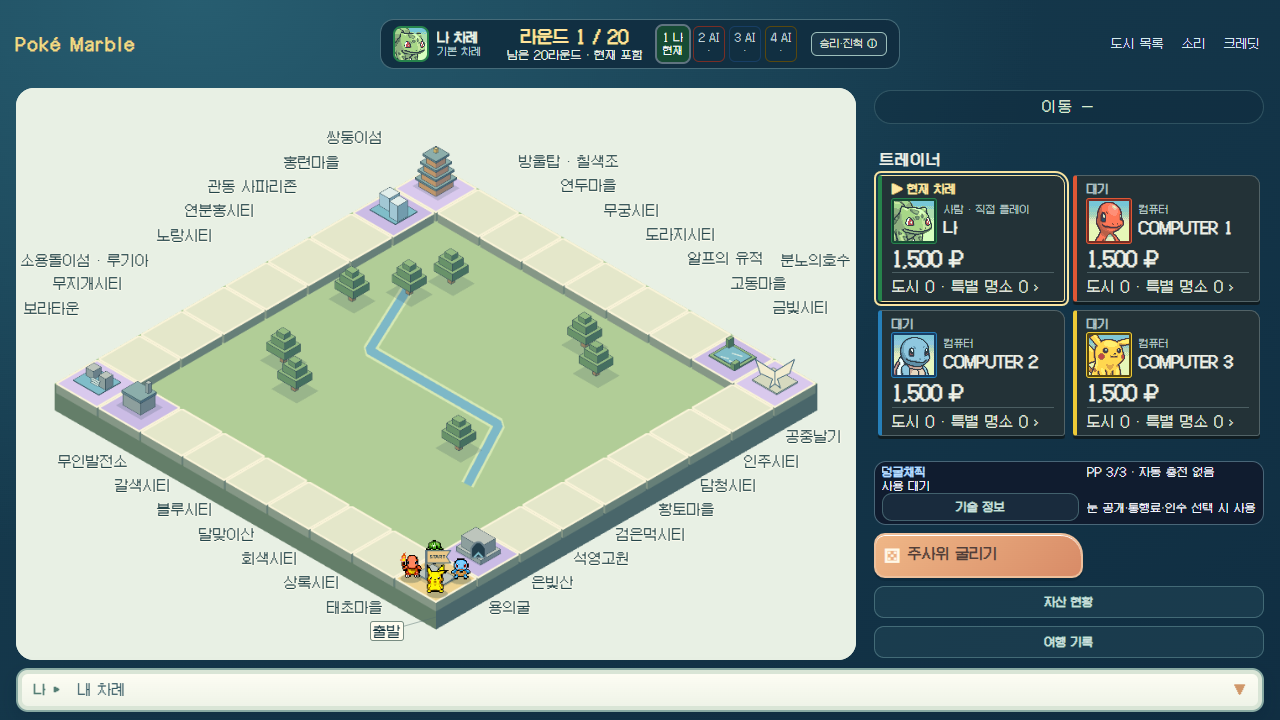 Poké Marble
나 차례
기본 차례
라운드 1 / 20
남은 20라운드 · 현재 포함
1 나
현재
2 AI
·
3 AI
·
4 AI
·
승리·진척 ⓘ
도시 목록
소리
크레딧
쌍둥이섬
홍련마을
관동 사파리존
연분홍시티
노랑시티
소용돌이섬 · 루기아
무지개시티
보라타운
방울탑 · 칠색조
연두마을
무궁시티
도라지시티
알프의 유적
분노의호수
고동마을
금빛시티
무인발전소
갈색시티
블루시티
달맞이산
회색시티
상록시티
태초마을
출발
START
공중날기
인주시티
담청시티
황토마을
검은먹시티
석영고원
은빛산
용의굴
이동 —
트레이너
▶ 현재 차례
사람 · 직접 플레이
나
1,500 ₽
도시 0 · 특별 명소 0 ›
대기
컴퓨터
COMPUTER 1
1,500 ₽
도시 0 · 특별 명소 0 ›
대기
컴퓨터
COMPUTER 2
1,500 ₽
도시 0 · 특별 명소 0 ›
대기
컴퓨터
COMPUTER 3
1,500 ₽
도시 0 · 특별 명소 0 ›
덩굴채찍
사용 대기
PP 3/3 · 자동 충전 없음
기술 정보
눈 공개·통행료·인수 선택 시 사용
주사위 굴리기
자산 현황
여행 기록
나 ▶ 내 차례
▼